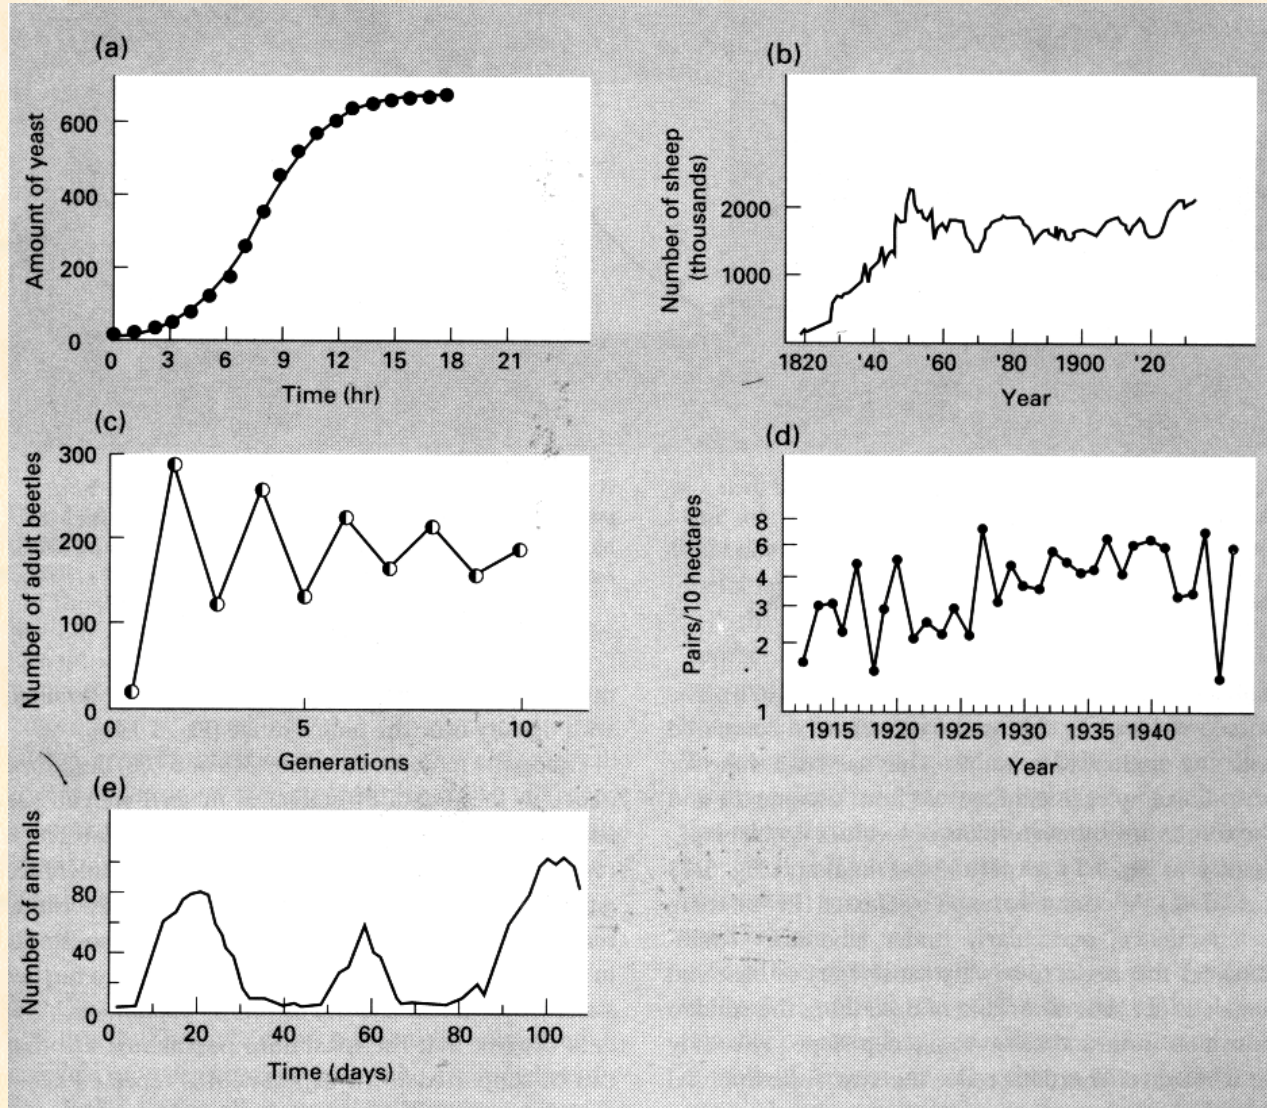 (a)
Amount of yeast
600
400
200
0
0 3 6 9 12 15 18 21
Time (hr)
(b)
Number of sheep
(thousands)
2000
1000
1820 '40 '60 '80 1900 '20
Year
(c)
Number of adult beetles
300
200
100
0
0 5 10
Generations
(d)
Pairs/10 hectares
8
6
4
3
2
1
1915 1920 1925 1930 1935 1940
Year
(e)
Number of animals
80
40
0
0 20 40 60 80 100
Time (days)